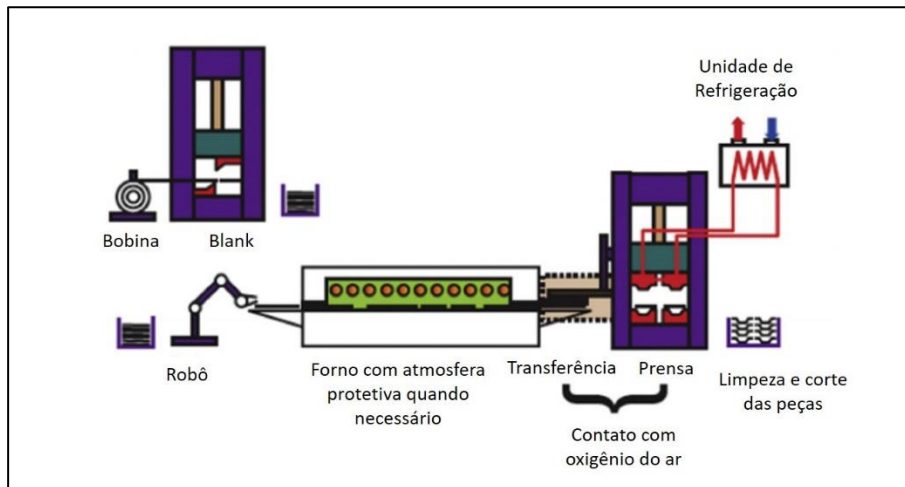 Unidade de
Refrigeração
Bobina
Blank
Robô
Forno com atmosfera
protetiva quando
necessário
Transferência
Prensa
Limpeza e corte
das peças
Contato com
oxigênio do ar